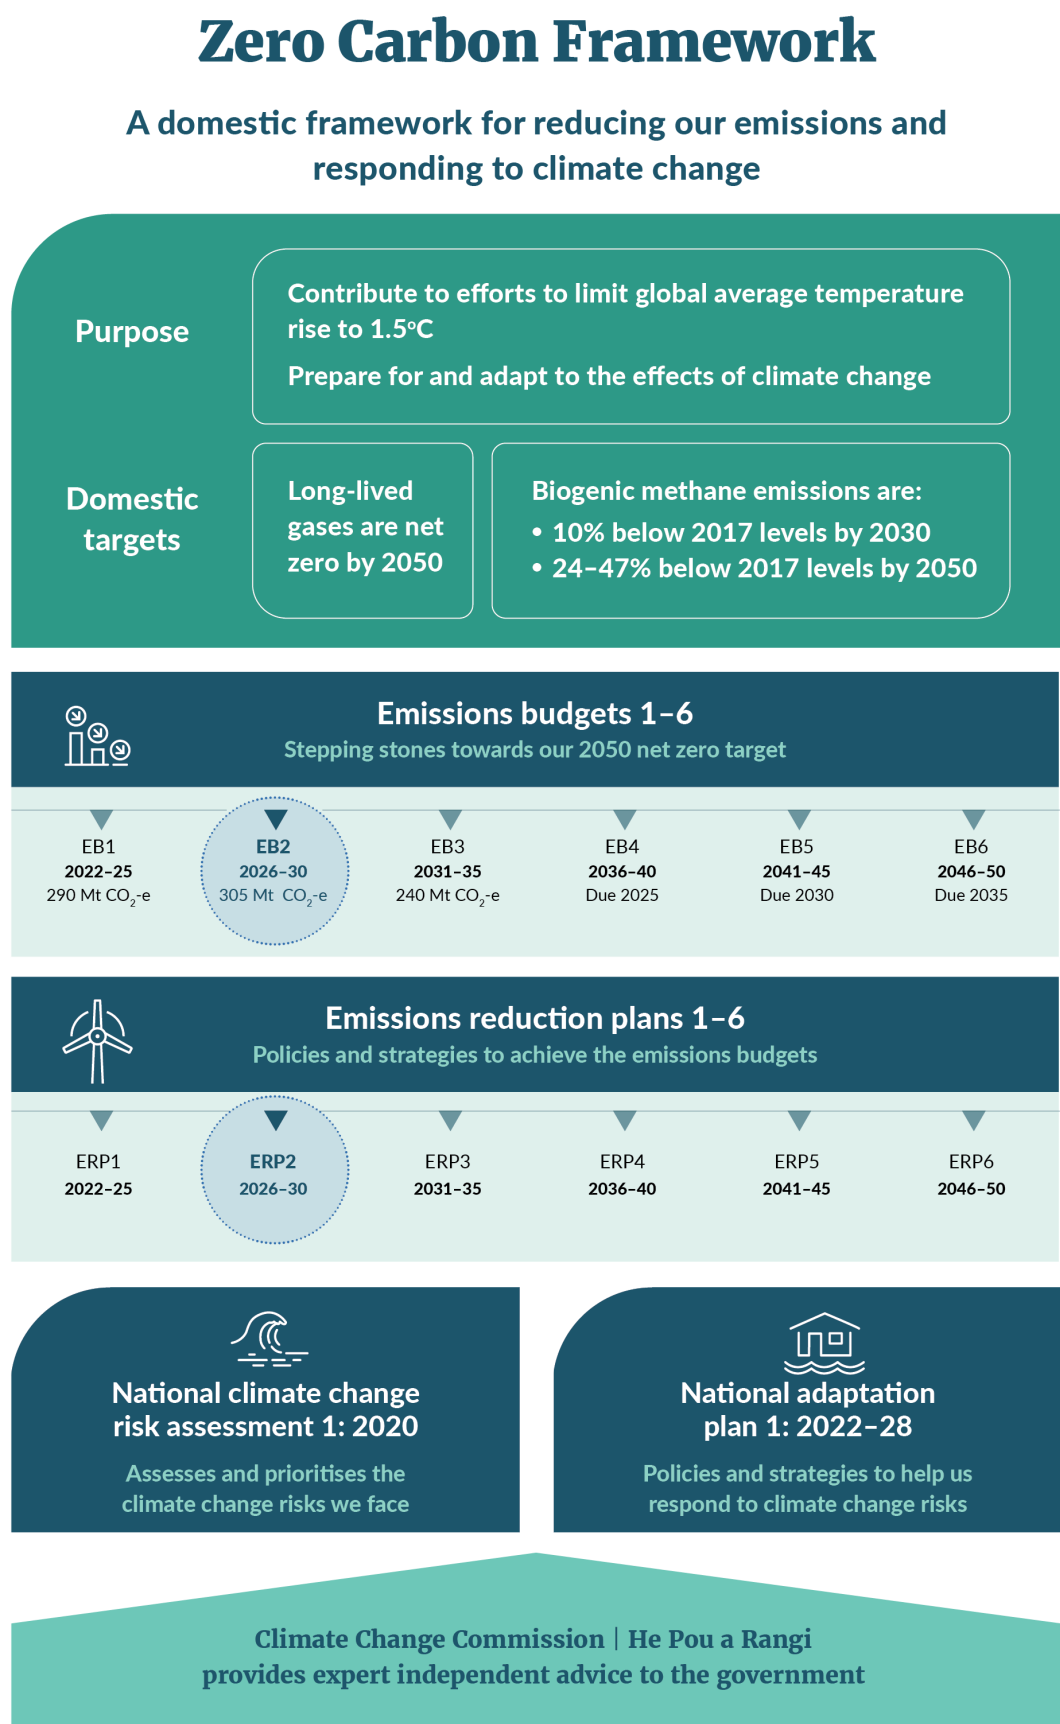 Zero Carbon Framework
A domestic framework for reducing our emissions and
responding to climate change
Purpose
Contribute to efforts to limit global average temperature
rise to 1.5°C
Prepare for and adapt to the effects of climate change
Domestic
targets
Long-lived
gases are net
zero by 2050
Biogenic methane emissions are:
• 10% below 2017 levels by 2030
• 24–47% below 2017 levels by 2050
Emissions budgets 1–6
Stepping stones towards our 2050 net zero target
EB1
2022–25
290 Mt CO₂-e
EB2
2026–30
305 Mt CO₂-e
EB3
2031–35
240 Mt CO₂-e
EB4
2036–40
Due 2025
EB5
2041–45
Due 2030
EB6
2046–50
Due 2035
Emissions reduction plans 1–6
Policies and strategies to achieve the emissions budgets
ERP1
2022–25
ERP2
2026–30
ERP3
2031–35
ERP4
2036–40
ERP5
2041–45
ERP6
2046–50
National climate change
risk assessment 1: 2020
Assesses and prioritises the
climate change risks we face
National adaptation
plan 1: 2022–28
Policies and strategies to help us
respond to climate change risks
Climate Change Commission | He Pou a Rangi
provides expert independent advice to the government